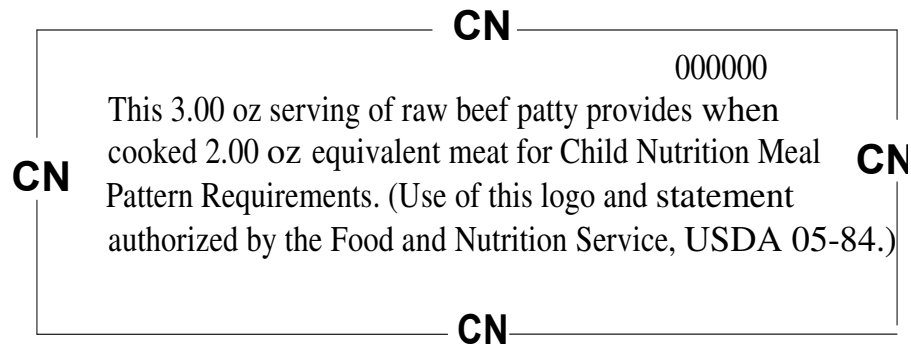 CN
000000
This 3.00 oz serving of raw beef patty provides when
CN cooked 2.00 oz equivalent meat for Child Nutrition Meal CN
Pattern Requirements. (Use of this logo and statement
authorized by the Food and Nutrition Service, USDA 05-84.)
CN